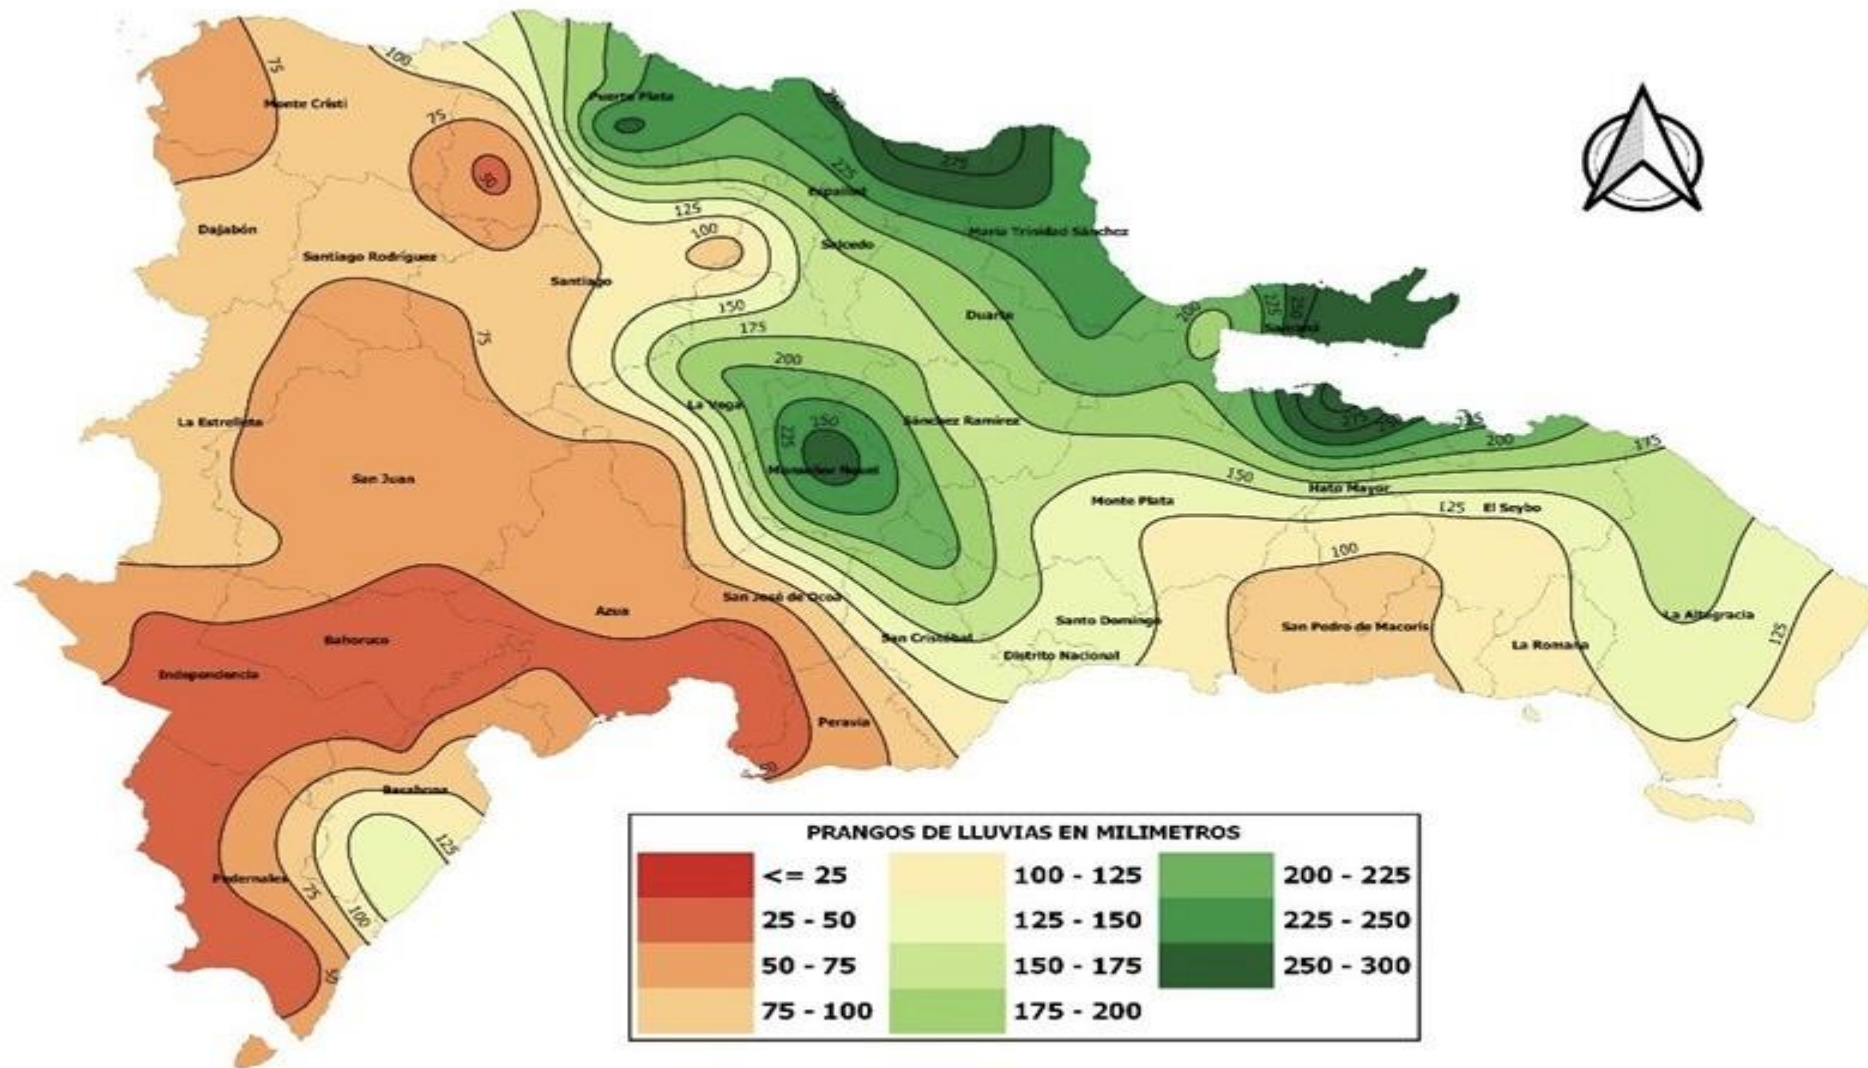 75
100
Monte Cristi
75
Puerto Plata
50
275
225
Espaillat
125
Dajabón
100
Salcedo
María Trinidad Sánchez
Santiago Rodríguez
Santiago
150
Duarte
200
225
250
Samaná
75
175
200
La Vega
La Estrelleta
150
225
Sánchez Ramírez
275
200
175
San Juan
150
Monte Plata
Hato Mayor
125
El Seybo
100
San José de Ocoa
Azua
Bahoruco
San Cristóbal
Santo Domingo
San Pedro de Macorís
La Altagracia
125
Distrito Nacional
La Romana
Independencia
Peravia
50
125
Pedernales
75
100
50
PRANGOS DE LLUVIAS EN MILIMETROS
<= 25
100 - 125
200 - 225
25 - 50
125 - 150
225 - 250
50 - 75
150 - 175
250 - 300
75 - 100
175 - 200